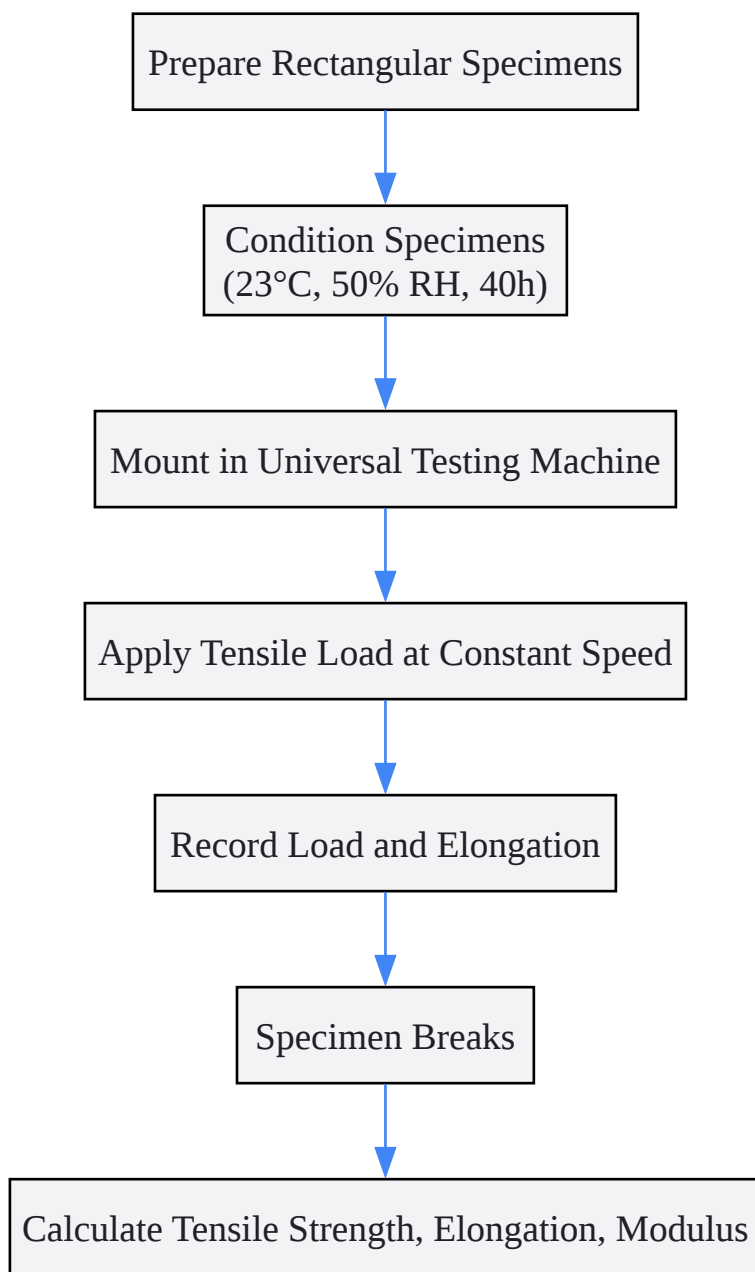 Prepare Rectangular Specimens
Condition Specimens
(23°C, 50% RH, 40h)
Mount in Universal Testing Machine
Apply Tensile Load at Constant Speed
Record Load and Elongation
Specimen Breaks
Calculate Tensile Strength, Elongation, Modulus